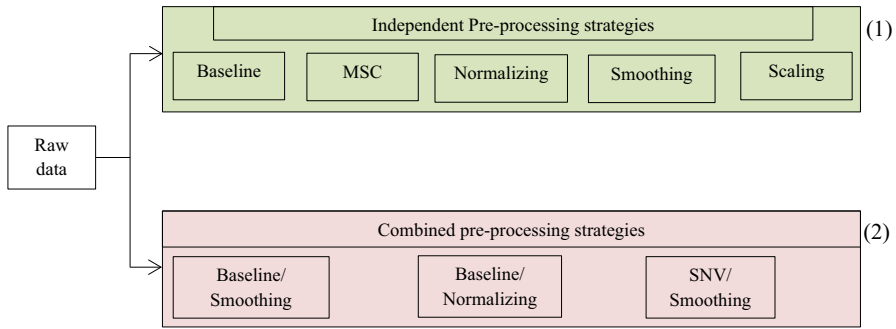 Independent Pre-processing strategies
(1)
Baseline
MSC
Normalizing
Smoothing
Scaling
Raw
data
Combined pre-processing strategies
(2)
Baseline/
Smoothing
Baseline/
Normalizing
SNV/
Smoothing